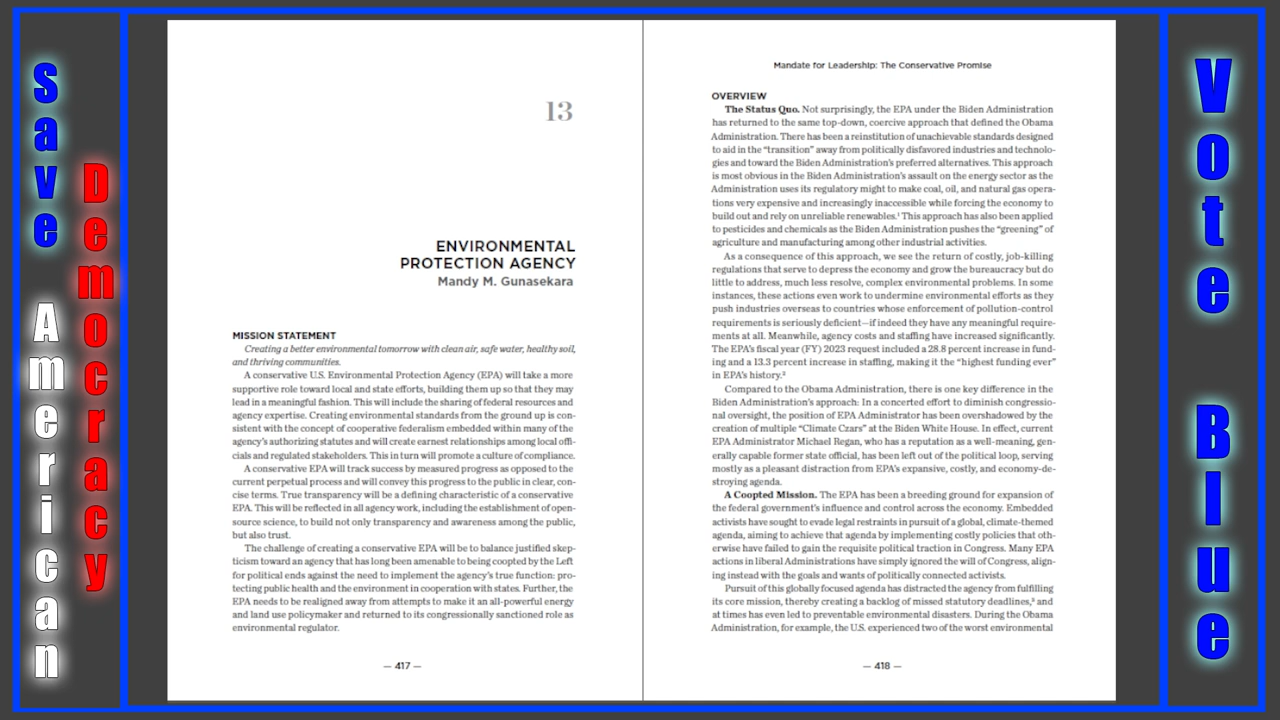 Save
American
Democracy
13
ENVIRONMENTAL
PROTECTION AGENCY
Mandy M. Gunasekara
MISSION STATEMENT
Creating a better environmental tomorrow with clean air, safe water, healthy soil,
and thriving communities.
A conservative U.S. Environmental Protection Agency (EPA) will take a more
supportive role toward local and state efforts, building them up so that they may
lead in a meaningful fashion. This will include the sharing of federal resources and
agency expertise. Creating environmental standards from the ground up is con-
sistent with the concept of cooperative federalism embedded within many of the
agency's authorizing statutes and will create earnest relationships among local offi-
cials and regulated stakeholders. This in turn will promote a culture of compliance.
A conservative EPA will track success by measured progress as opposed to the
current perpetual process and will convey this progress to the public in clear, con-
cise terms. True transparency will be a defining characteristic of a conservative
EPA. This will be reflected in all agency work, including the establishment of open-
source science, to build not only transparency and awareness among the public,
but also trust.
The challenge of creating a conservative EPA will be to balance justified skep-
ticism toward an agency that has long been amenable to being coopted by the Left
for political ends against the need to implement the agency's true function: pro-
tecting public health and the environment in cooperation with states. Further, the
EPA needs to be realigned away from attempts to make it an all-powerful energy
and land use policymaker and returned to its congressionally sanctioned role as
environmental regulator.
— 417 —
Mandate for Leadership: The Conservative Promise
OVERVIEW
The Status Quo. Not surprisingly, the EPA under the Biden Administration
has returned to the same top-down, coercive approach that defined the Obama
Administration. There has been a reinstitution of unachievable standards designed
to aid in the "transition" away from politically disfavored industries and technolo-
gies and toward the Biden Administration's preferred alternatives. This approach
is most obvious in the Biden Administration's assault on the energy sector as the
Administration uses its regulatory might to make coal, oil, and natural gas opera-
tions very expensive and increasingly inaccessible while forcing the economy to
build out and rely on unreliable renewables.¹ This approach has also been applied
to pesticides and chemicals as the Biden Administration pushes the "greening" of
agriculture and manufacturing among other industrial activities.
As a consequence of this approach, we see the return of costly, job-killing
regulations that serve to depress the economy and grow the bureaucracy but do
little to address, much less resolve, complex environmental problems. In some
instances, these actions even work to undermine environmental efforts as they
push industries overseas to countries whose enforcement of pollution-control
requirements is seriously deficient—if indeed they have any meaningful require-
ments at all. Meanwhile, agency costs and staffing have increased significantly.
The EPA's fiscal year (FY) 2023 request included a 28.8 percent increase in fund-
ing and a 13.3 percent increase in staffing, making it the "highest funding ever"
in EPA's history.²
Compared to the Obama Administration, there is one key difference in the
Biden Administration's approach: In a concerted effort to diminish congressio-
nal oversight, the position of EPA Administrator has been overshadowed by the
creation of multiple "Climate Czars" at the Biden White House. In effect, current
EPA Administrator Michael Regan, who has a reputation as a well-meaning, gen-
erally capable former state official, has been left out of the political loop, serving
mostly as a pleasant distraction from EPA's expansive, costly, and economy-de-
stroying agenda.
A Coopted Mission. The EPA has been a breeding ground for expansion of
the federal government's influence and control across the economy. Embedded
activists have sought to evade legal restraints in pursuit of a global, climate-themed
agenda, aiming to achieve that agenda by implementing costly policies that oth-
erwise have failed to gain the requisite political traction in Congress. Many EPA
actions in liberal Administrations have simply ignored the will of Congress, align-
ing instead with the goals and wants of politically connected activists.
Pursuit of this globally focused agenda has distracted the agency from fulfilling
its core mission, thereby creating a backlog of missed statutory deadlines,³ and
at times has even led to preventable environmental disasters. During the Obama
Administration, for example, the U.S. experienced two of the worst environmental
— 418 —
Vote
Blue